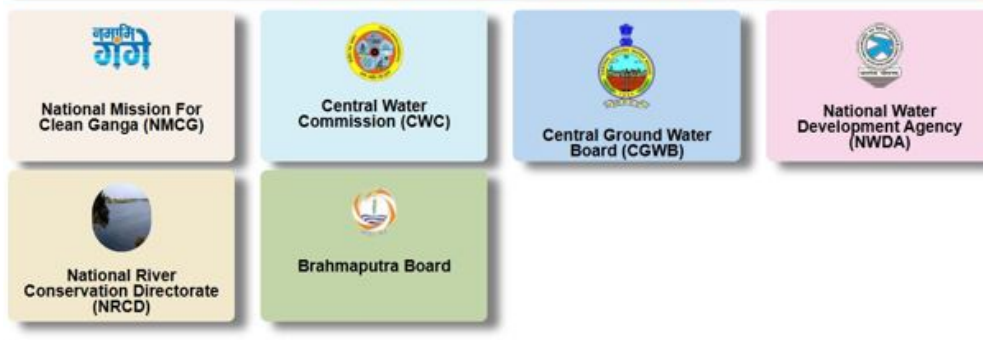 नमामि
गंगे
National Mission For
Clean Ganga (NMCG)
Central Water
Commission (CWC)
Central Ground Water
Board (CGWB)
National Water
Development Agency
(NWDA)
National River
Conservation Directorate
(NRCD)
Brahmaputra Board